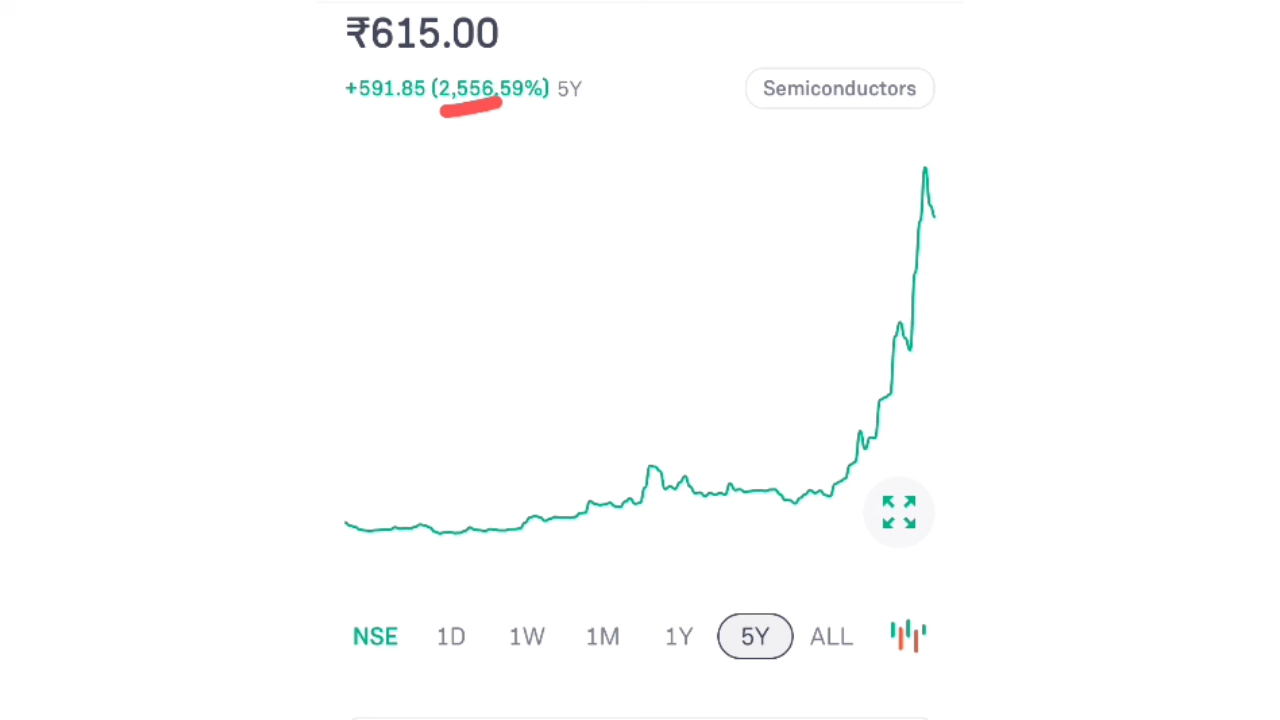 ₹615.00
+591.85 (2,556.59%) 5Y
Semiconductors
NSE 1D 1W 1M 1Y 5Y ALL